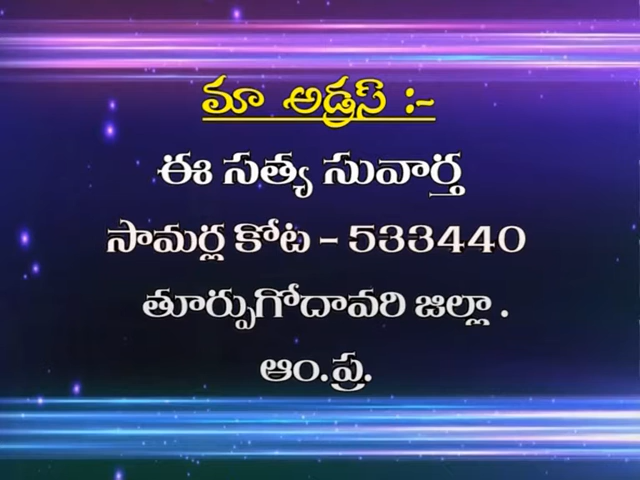 మా అడ్రస్ :-
ఈ సత్య సువార్త
సామర్ల కోట - 533440
తూర్పుగోదావరి జిల్లా .
ఆం.ప్ర.